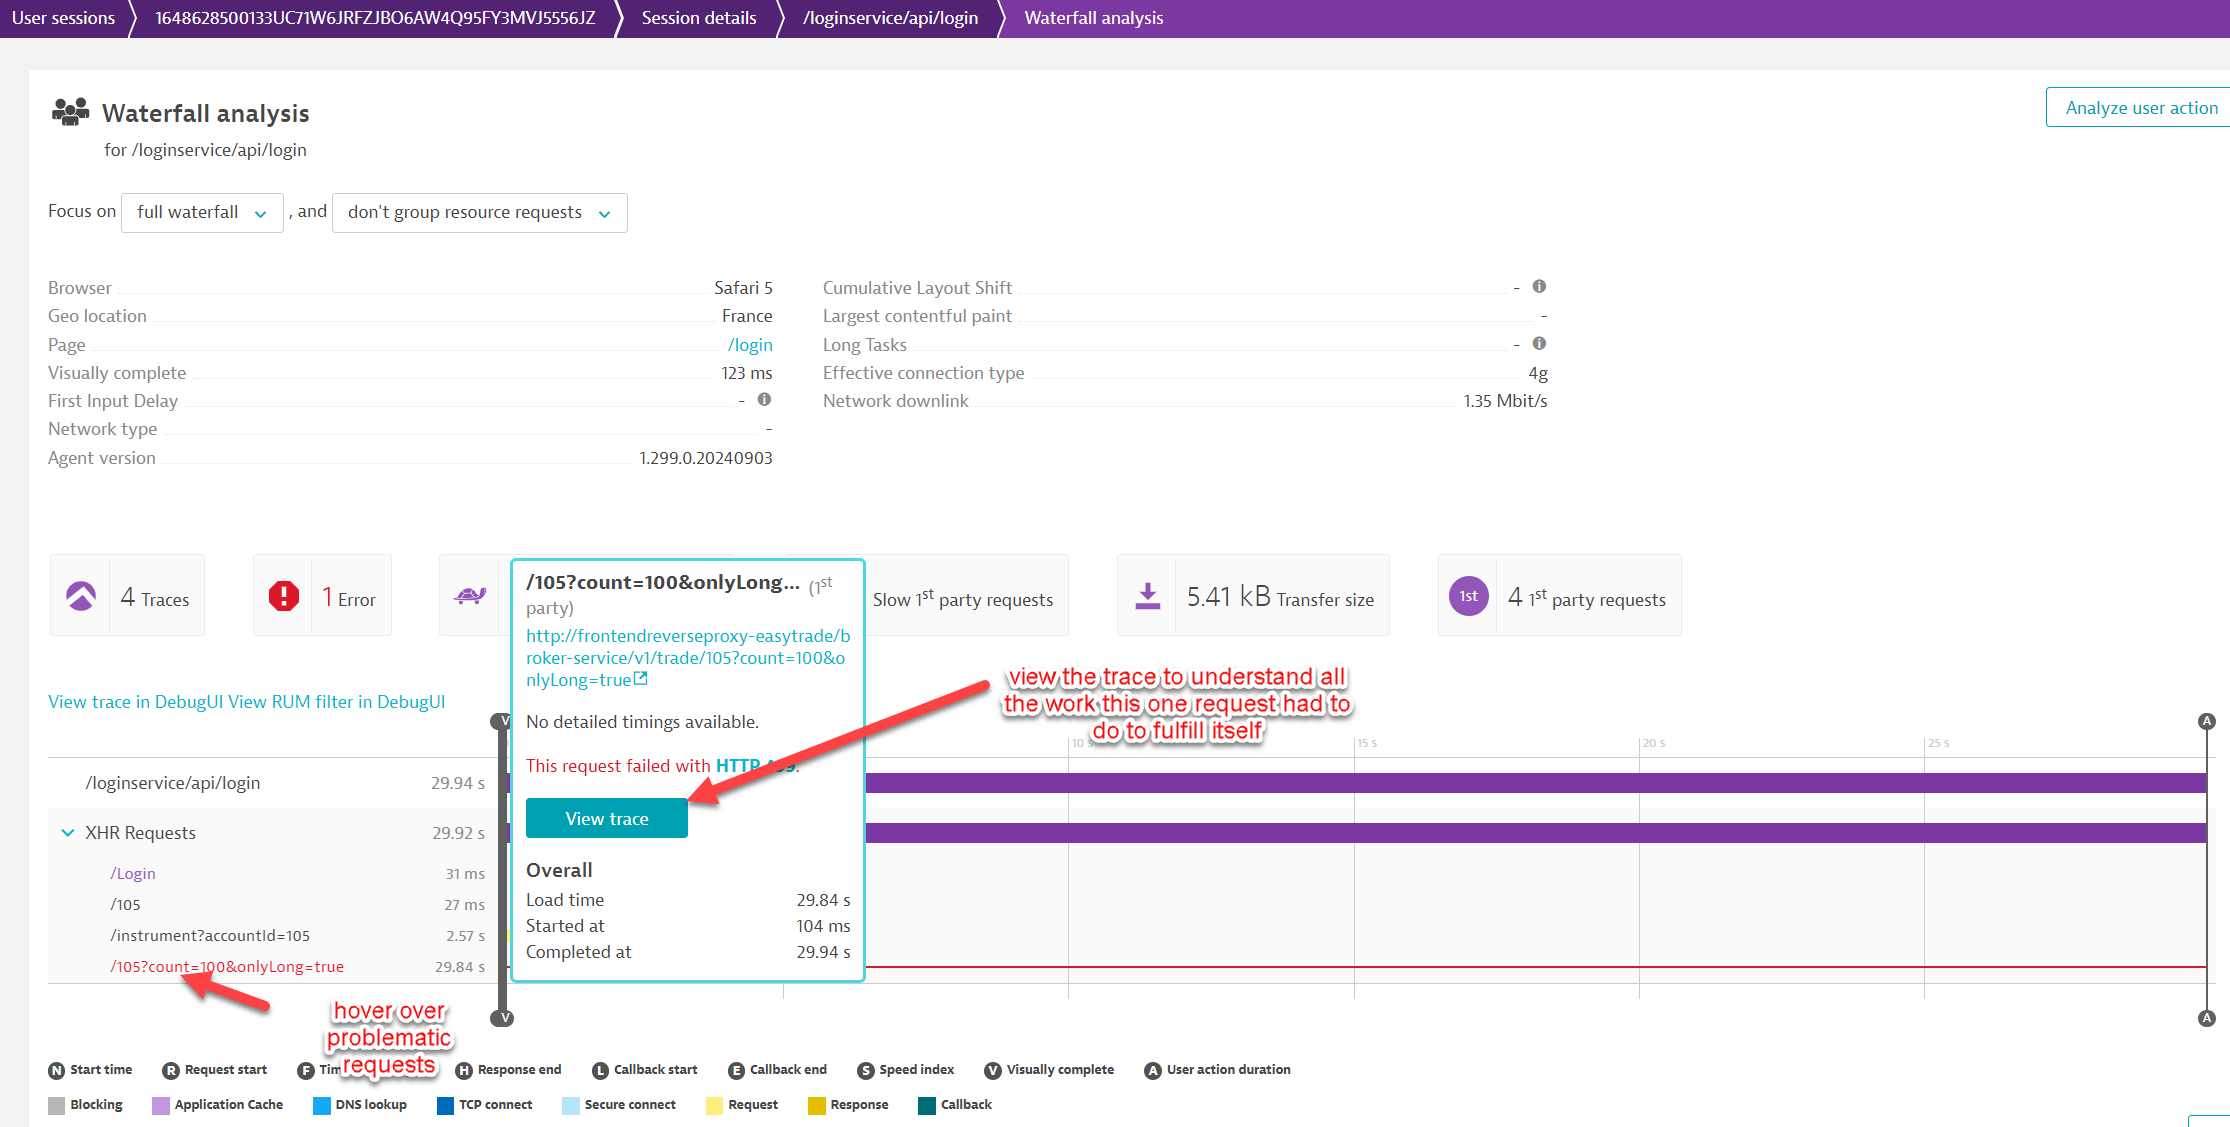 User sessions
1648628500133UC71W6JRFZJBO6AW4Q95FY3MVJ5556JZ
Session details
/loginservice/api/login
Waterfall analysis
Waterfall analysis
for /loginservice/api/login
Analyze user action
Focus on full waterfall , and don't group resource requests
Browser Safari 5
Geo location France
Page /login
Visually complete 123 ms
First Input Delay -
Network type -
Agent version 1.299.0.20240903
Cumulative Layout Shift -
Largest contentful paint -
Long Tasks -
Effective connection type 4g
Network downlink 1.35 Mbit/s
4 Traces
1 Error
Slow 1st party requests
5.41 kB Transfer size
1st 4 1st party requests
/105?count=100&onlyLong... (1st
party)
http://frontendreverseproxy-easytrade/b
roker-service/v1/trade/105?count=100&o
nlyLong=true
No detailed timings available.
This request failed with HTTP
View trace
Overall
Load time 29.84 s
Started at 104 ms
Completed at 29.94 s
view the trace to understand all
the work this one request had to
do to fulfill itself
View trace in DebugUI View RUM filter in DebugUI
V
A
10 s
15 s
20 s
25 s
/loginservice/api/login 29.94 s
XHR Requests 29.92 s
/Login 31 ms
/105 27 ms
/instrument?accountId=105 2.57 s
/105?count=100&onlyLong=true 29.84 s
V
A
hover over
problematic
requests
N Start time
R Request start
F
H Response end
L Callback start
E Callback end
S Speed index
V Visually complete
A User action duration
Blocking
Application Cache
DNS lookup
TCP connect
Secure connect
Request
Response
Callback